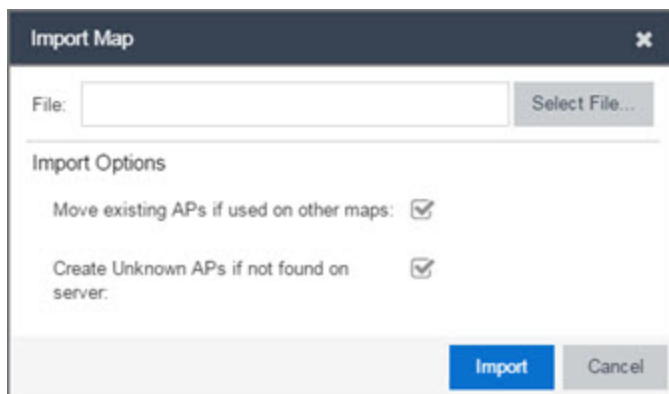 Import Map
File:
Select File...
Import Options
Move existing APs if used on other maps:
Create Unknown APs if not found on
server:
Import
Cancel